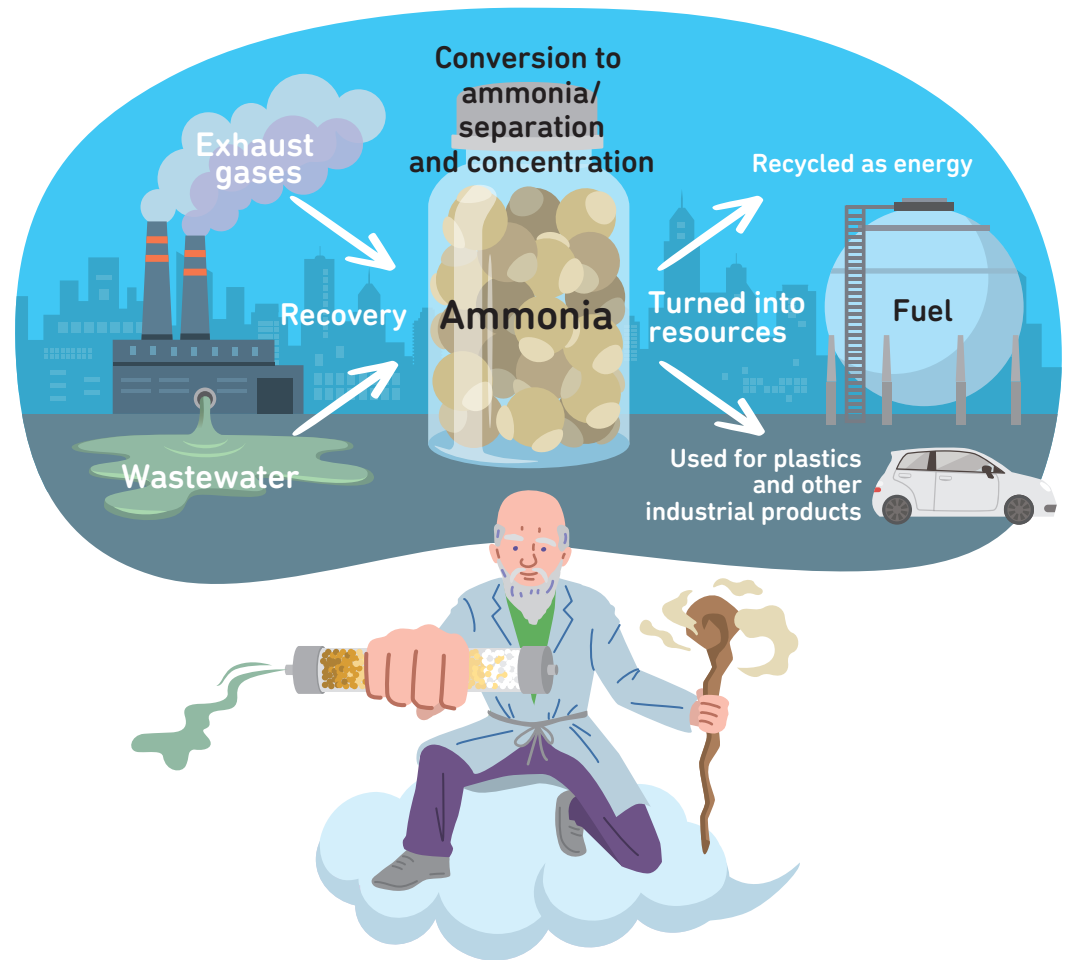 Conversion to
ammonia/
separation
and concentration
Exhaust
gases
Recovery
Wastewater
Ammonia
Recycled as energy
Turned into
resources
Fuel
Used for plastics
and other
industrial products